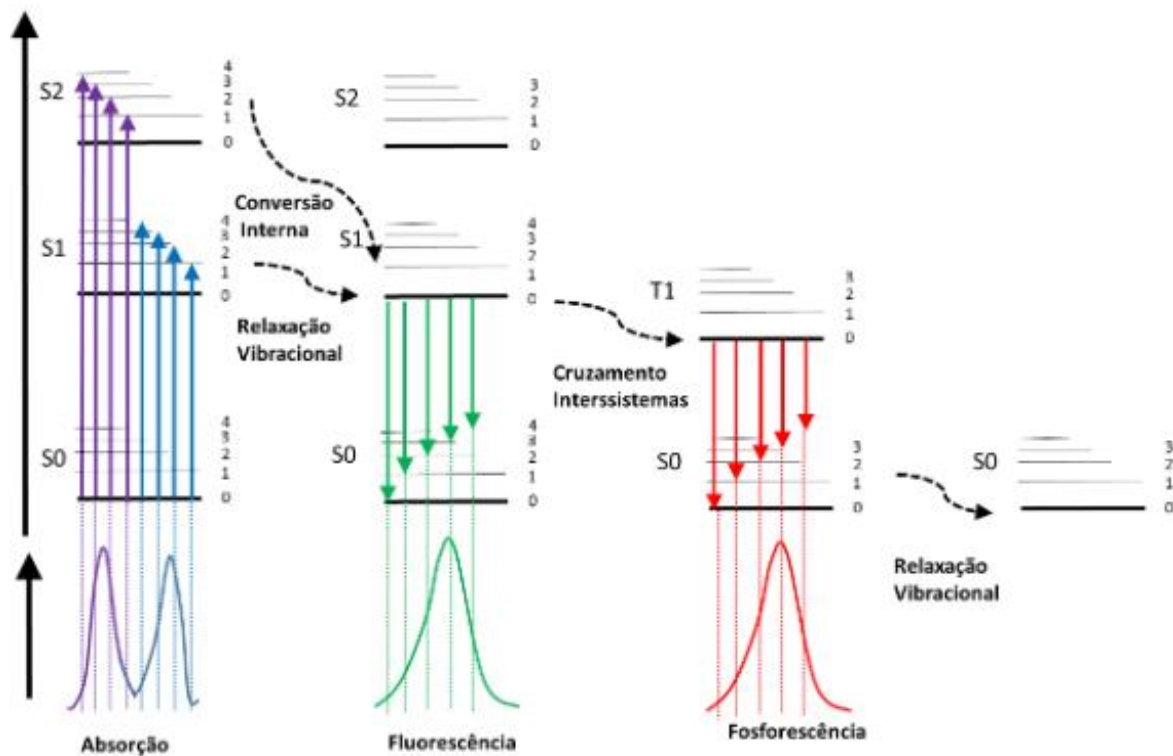 4
3
S2
2
1
0
3
S2
2
1
0
Conversão
Interna
4
3
S1
2
1
0
4
3
S1
2
1
0
Relaxação
Vibracional
3
T1
2
1
0
Cruzamento
Interssistemas
4
3
S0
2
1
0
4
3
S0
2
1
0
3
S0
2
1
0
3
S0
2
1
0
Relaxação
Vibracional
Absorção
Fluorescência
Fosforescência